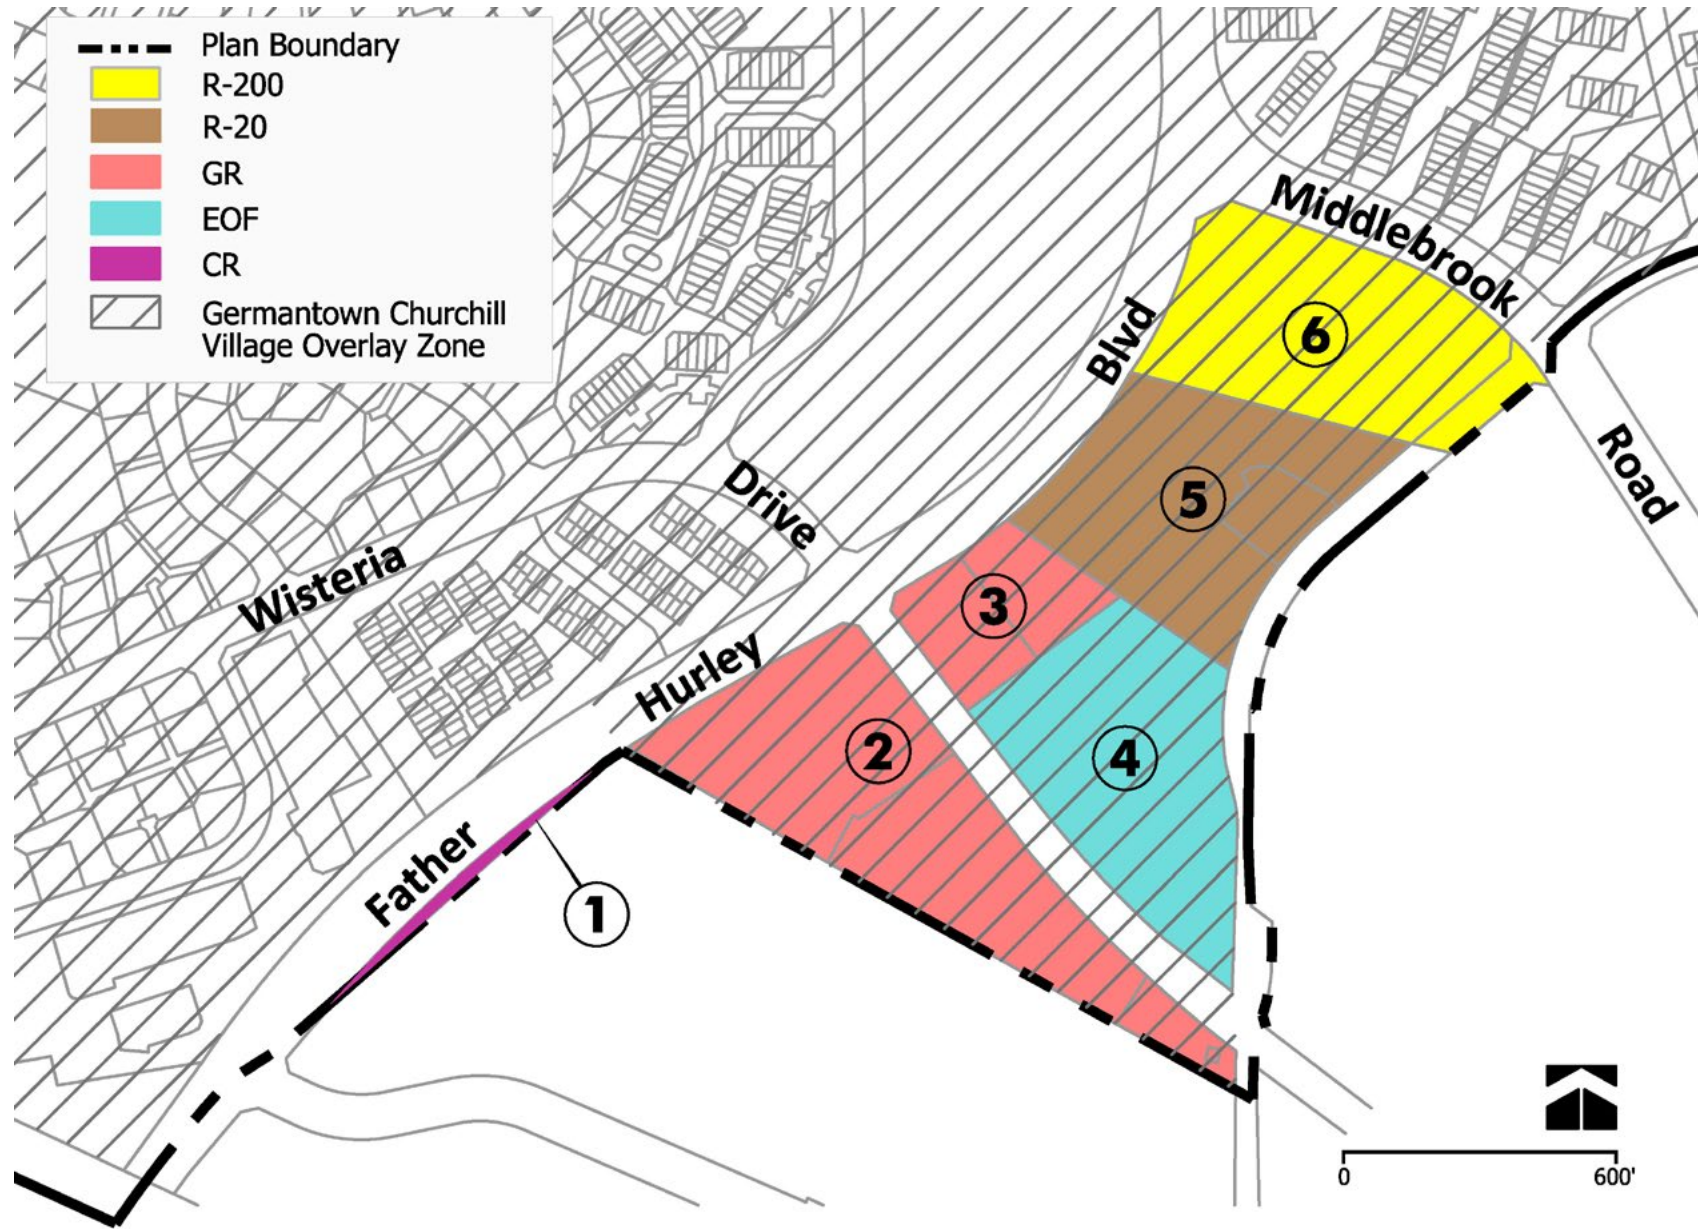 Plan Boundary
R-200
R-20
GR
EOF
CR
Germantown Churchill
Village Overlay Zone
Middlebrook
Road
Blvd
Drive
Wisteria
Hurley
Father
6
5
3
2
4
1
0
600'